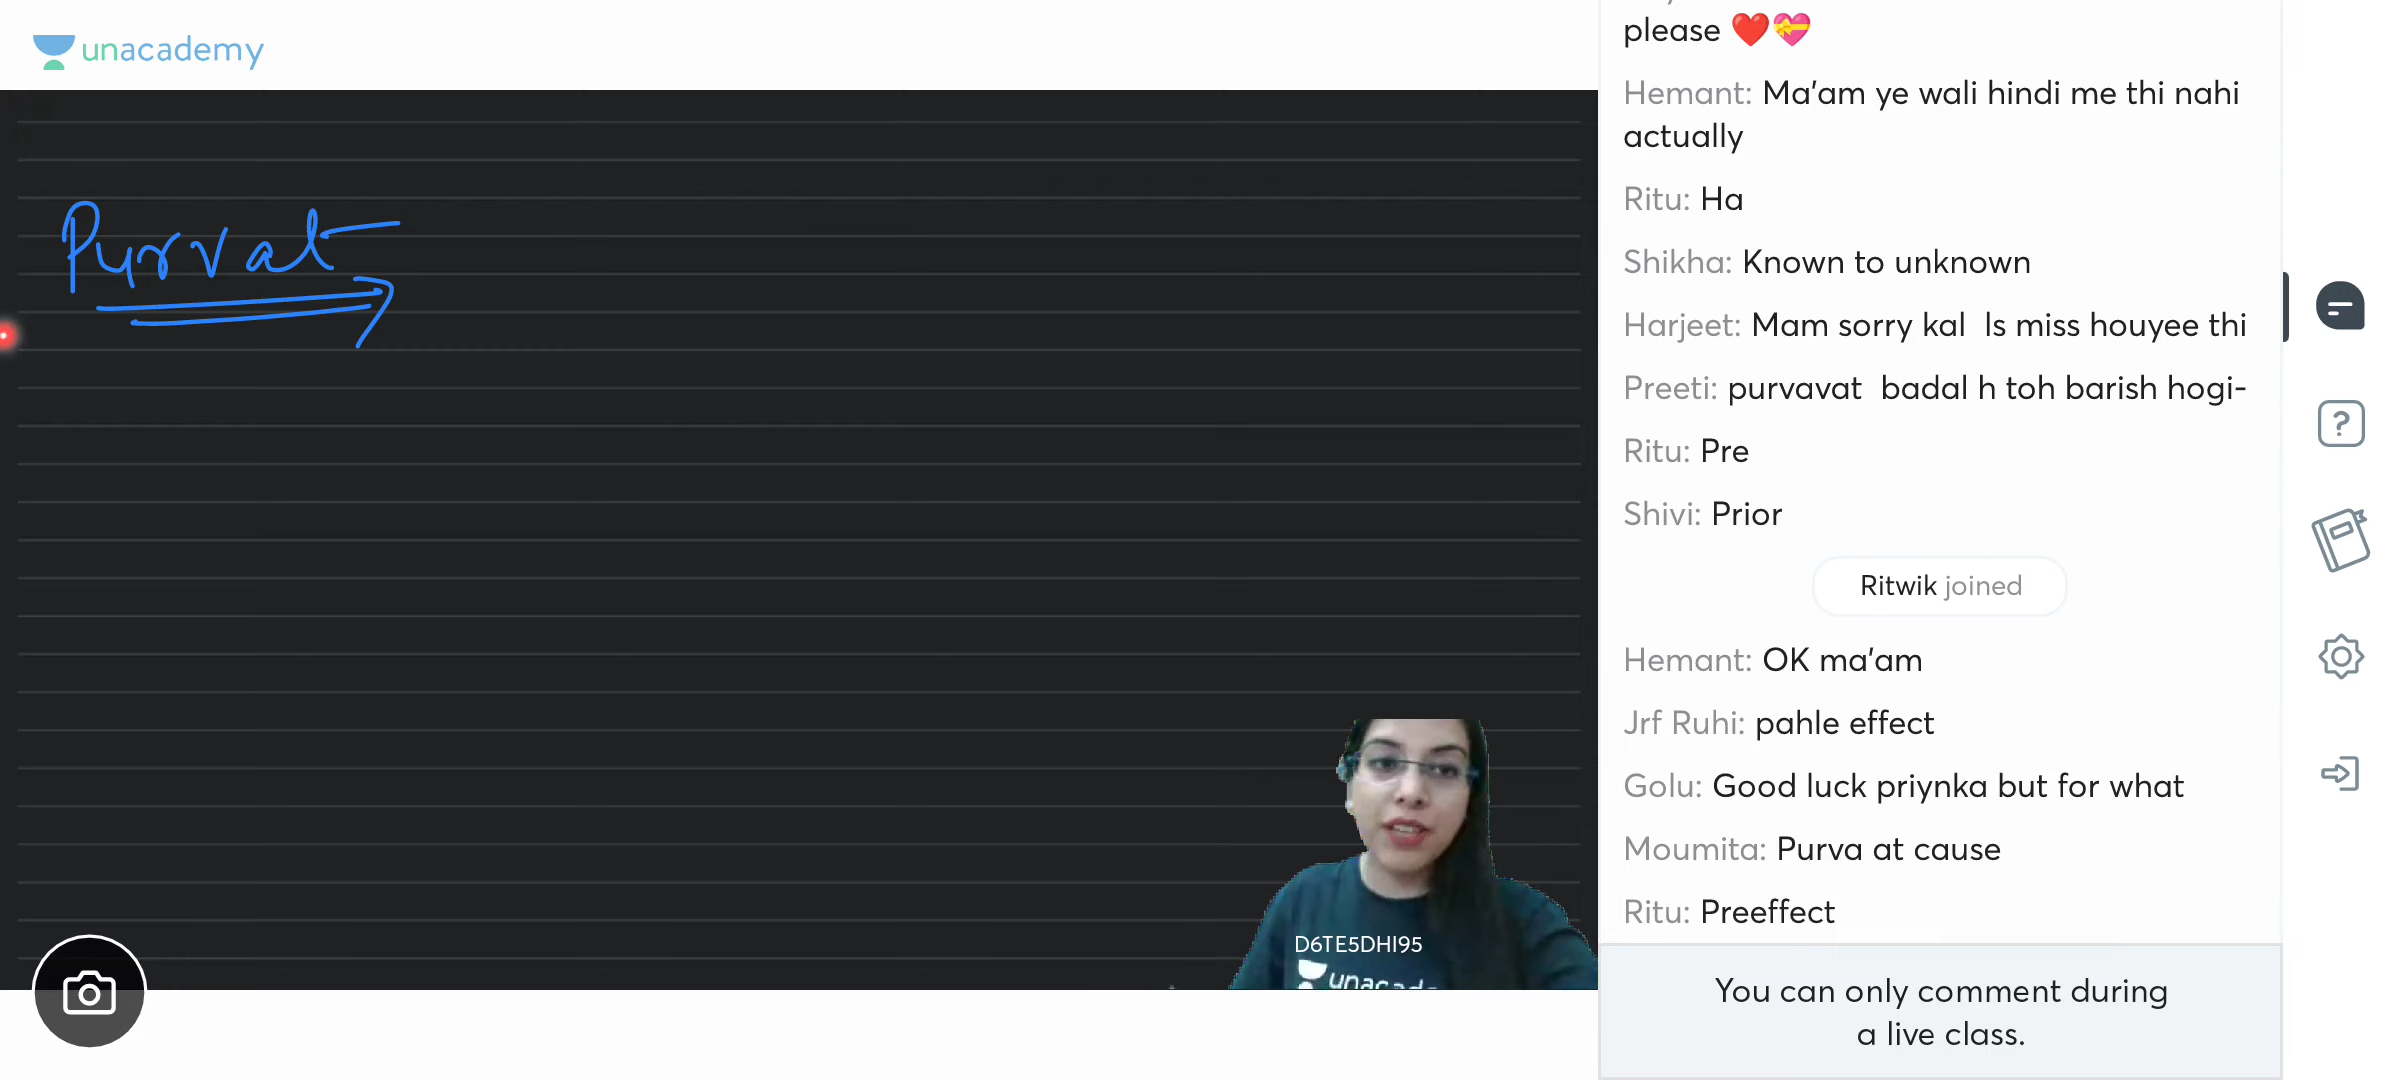 unacademy
Purvat
D6TE5DHI95
unacade
please ❤️💝
Hemant: Ma'am ye wali hindi me thi nahi
actually
Ritu: Ha
Shikha: Known to unknown
Harjeet: Mam sorry kal  ls miss houyee thi
Preeti: purvavat  badal h toh barish hogi-
Ritu: Pre
Shivi: Prior
Ritwik joined
Hemant: OK ma'am
Jrf Ruhi: pahle effect
Golu: Good luck priynka but for what
Moumita: Purva at cause
Ritu: Preeffect
You can only comment during
a live class.